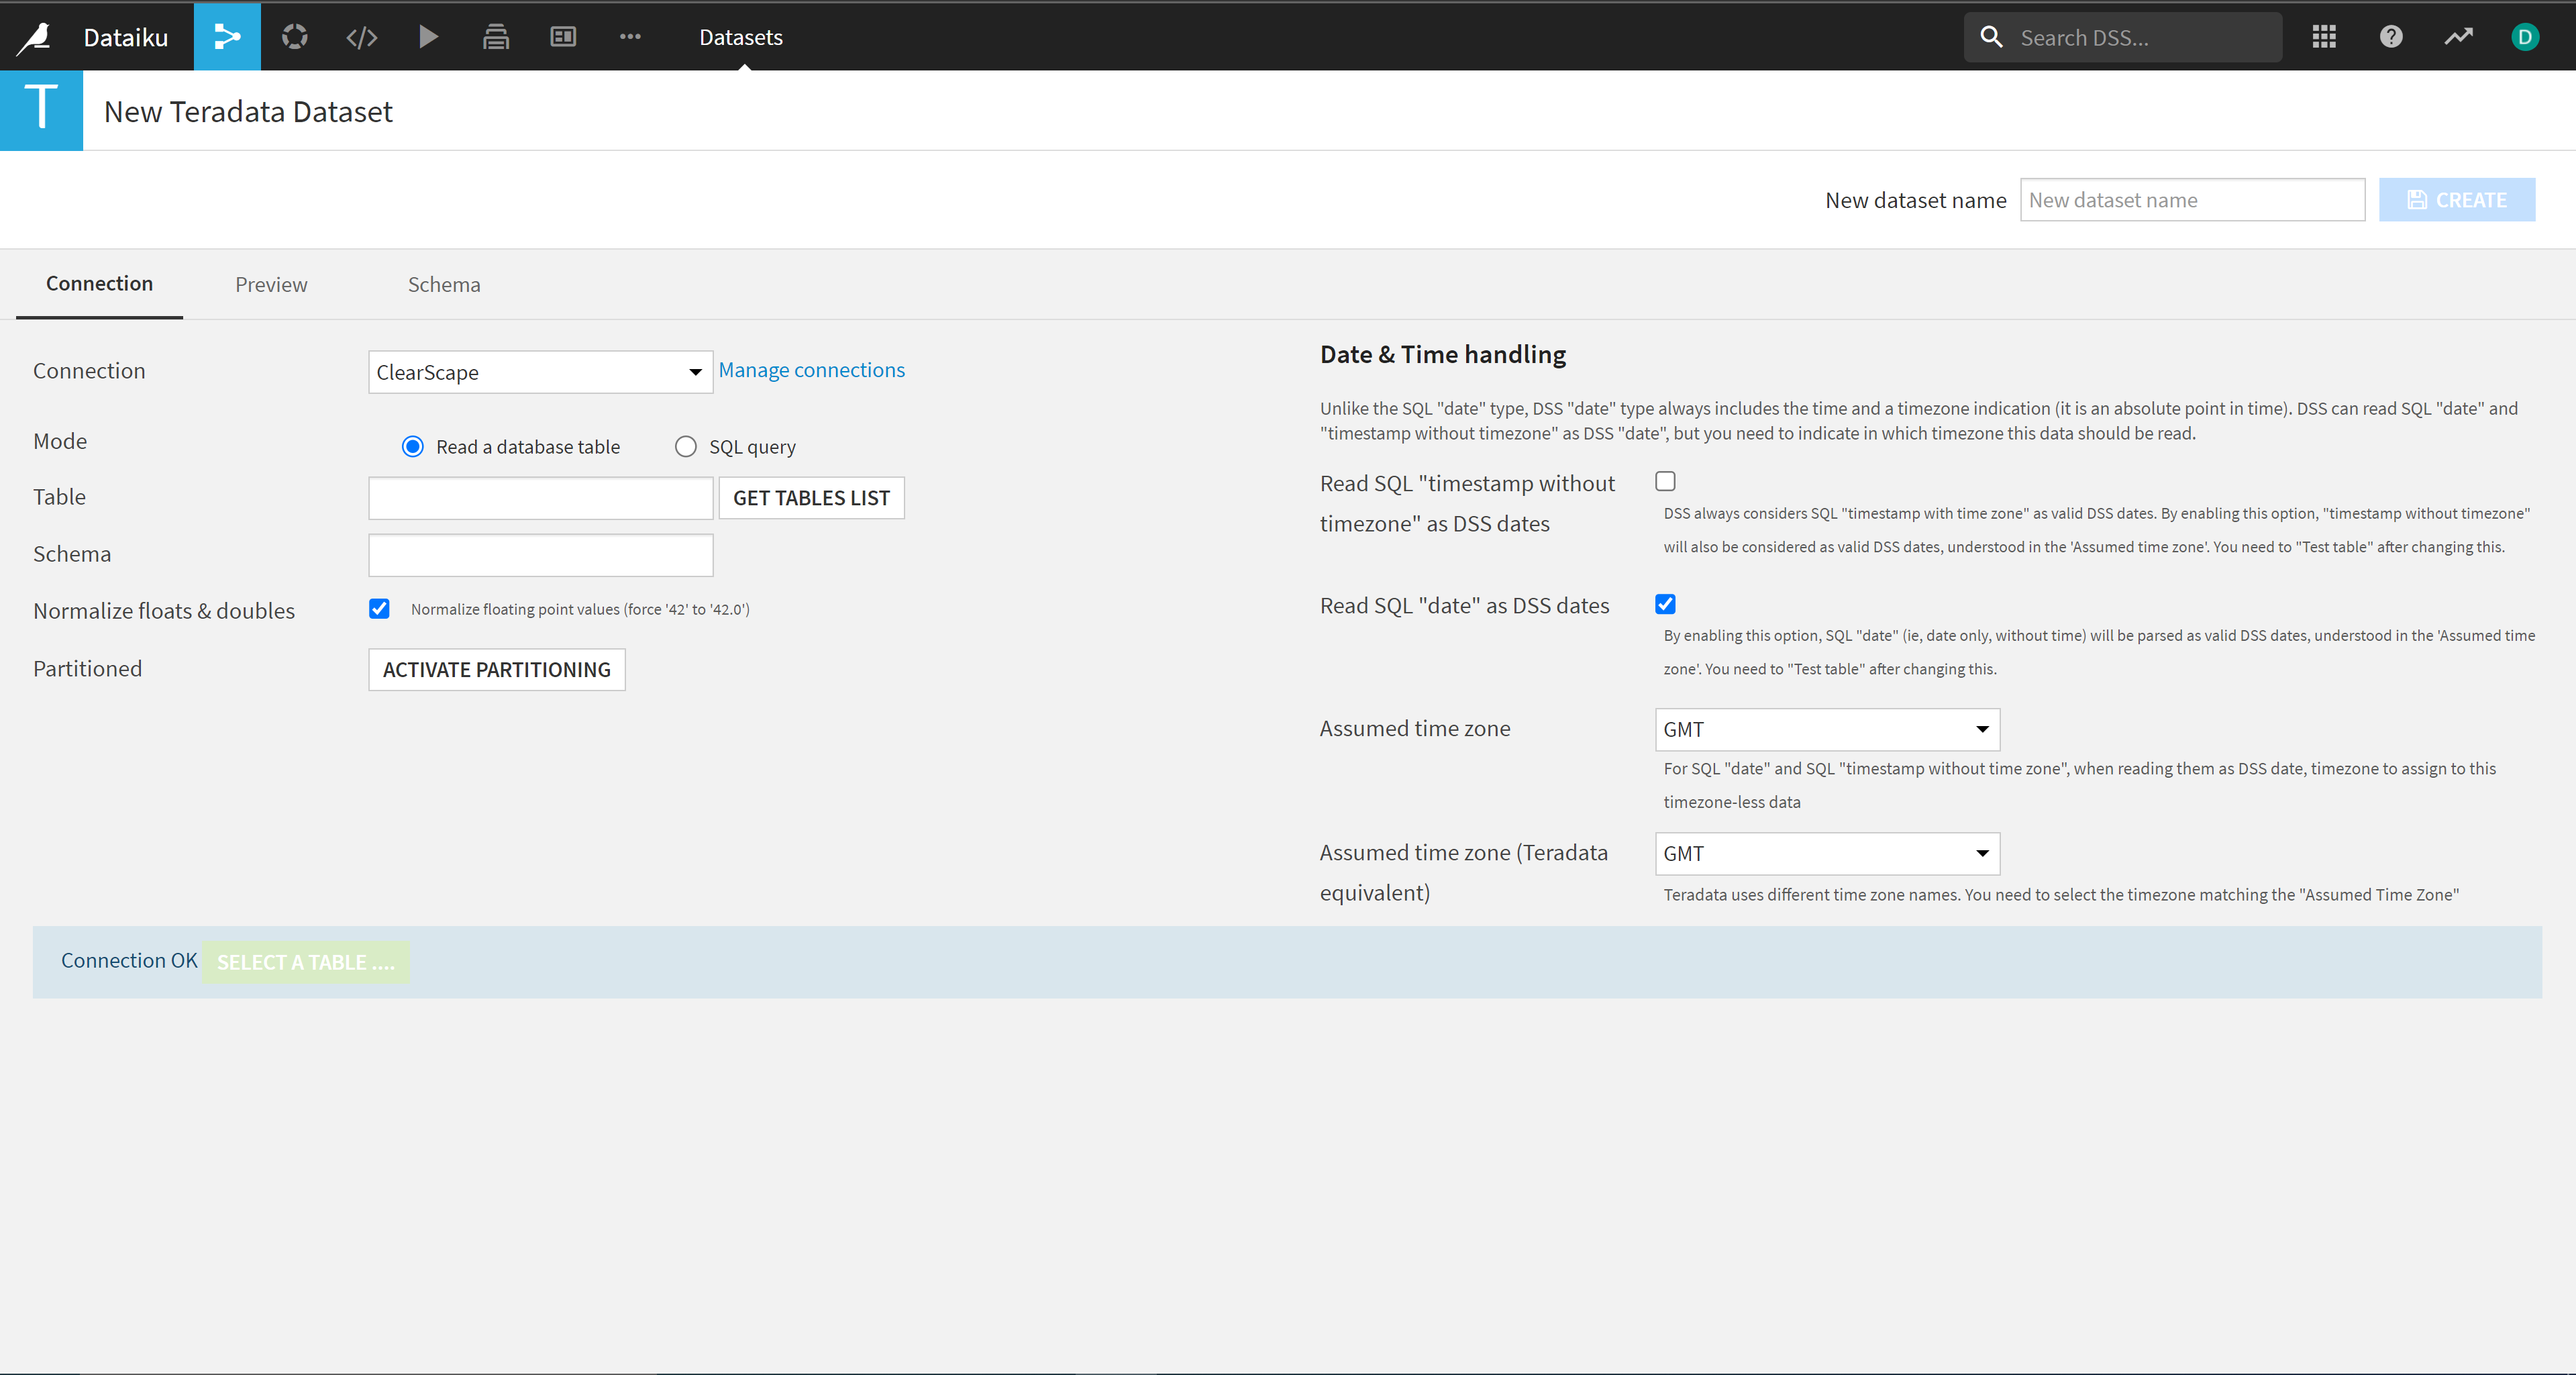 Dataiku
Datasets
Search DSS...
D
T
New Teradata Dataset
New dataset name
New dataset name
CREATE
Connection
Preview
Schema
Connection
ClearScape
Manage connections
Mode
Read a database table
SQL query
Table
GET TABLES LIST
Schema
Normalize floats & doubles
Normalize floating point values (force '42' to '42.0')
Partitioned
ACTIVATE PARTITIONING
Date & Time handling
Unlike the SQL "date" type, DSS "date" type always includes the time and a timezone indication (it is an absolute point in time). DSS can read SQL "date" and
"timestamp without timezone" as DSS "date", but you need to indicate in which timezone this data should be read.
Read SQL "timestamp without
timezone" as DSS dates
DSS always considers SQL "timestamp with time zone" as valid DSS dates. By enabling this option, "timestamp without timezone"
will also be considered as valid DSS dates, understood in the 'Assumed time zone'. You need to "Test table" after changing this.
Read SQL "date" as DSS dates
By enabling this option, SQL "date" (ie, date only, without time) will be parsed as valid DSS dates, understood in the 'Assumed time
zone'. You need to "Test table" after changing this.
Assumed time zone
GMT
For SQL "date" and SQL "timestamp without time zone", when reading them as DSS date, timezone to assign to this
timezone-less data
Assumed time zone (Teradata
equivalent)
GMT
Teradata uses different time zone names. You need to select the timezone matching the "Assumed Time Zone"
Connection OK
SELECT A TABLE ....